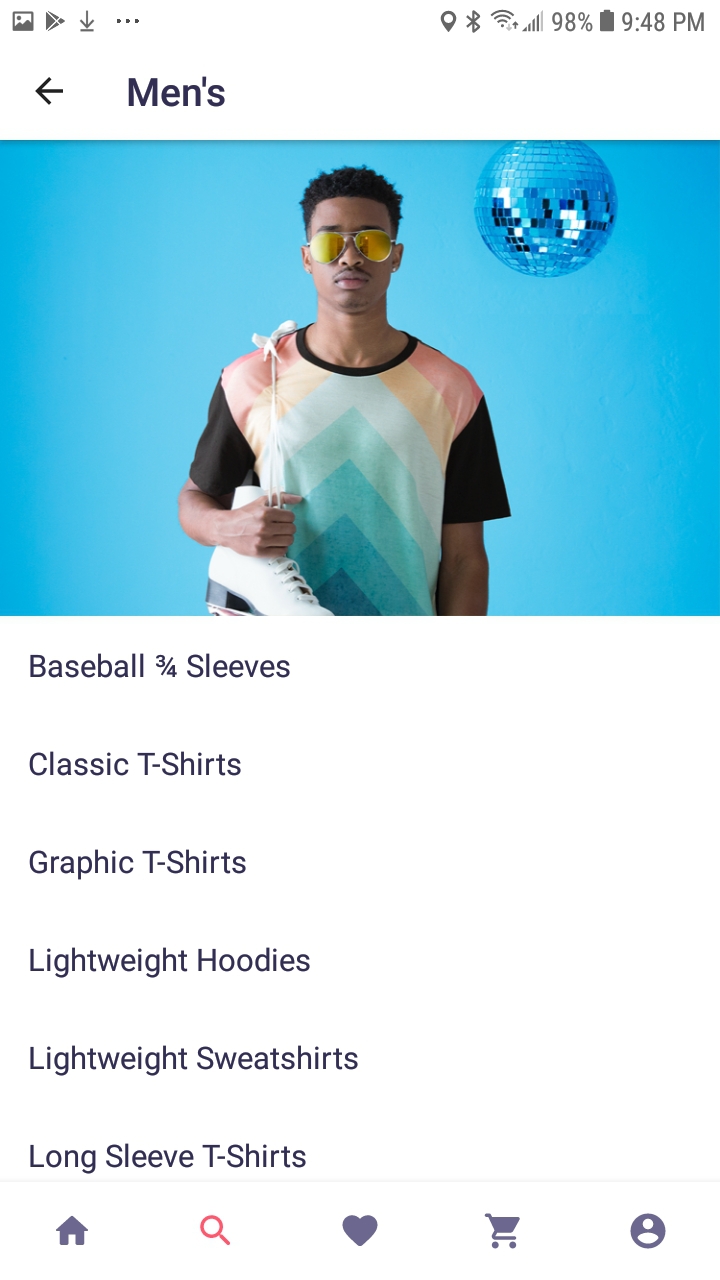 98% 9:48 PM
Men's
Baseball ¾ Sleeves
Classic T-Shirts
Graphic T-Shirts
Lightweight Hoodies
Lightweight Sweatshirts
Long Sleeve T-Shirts